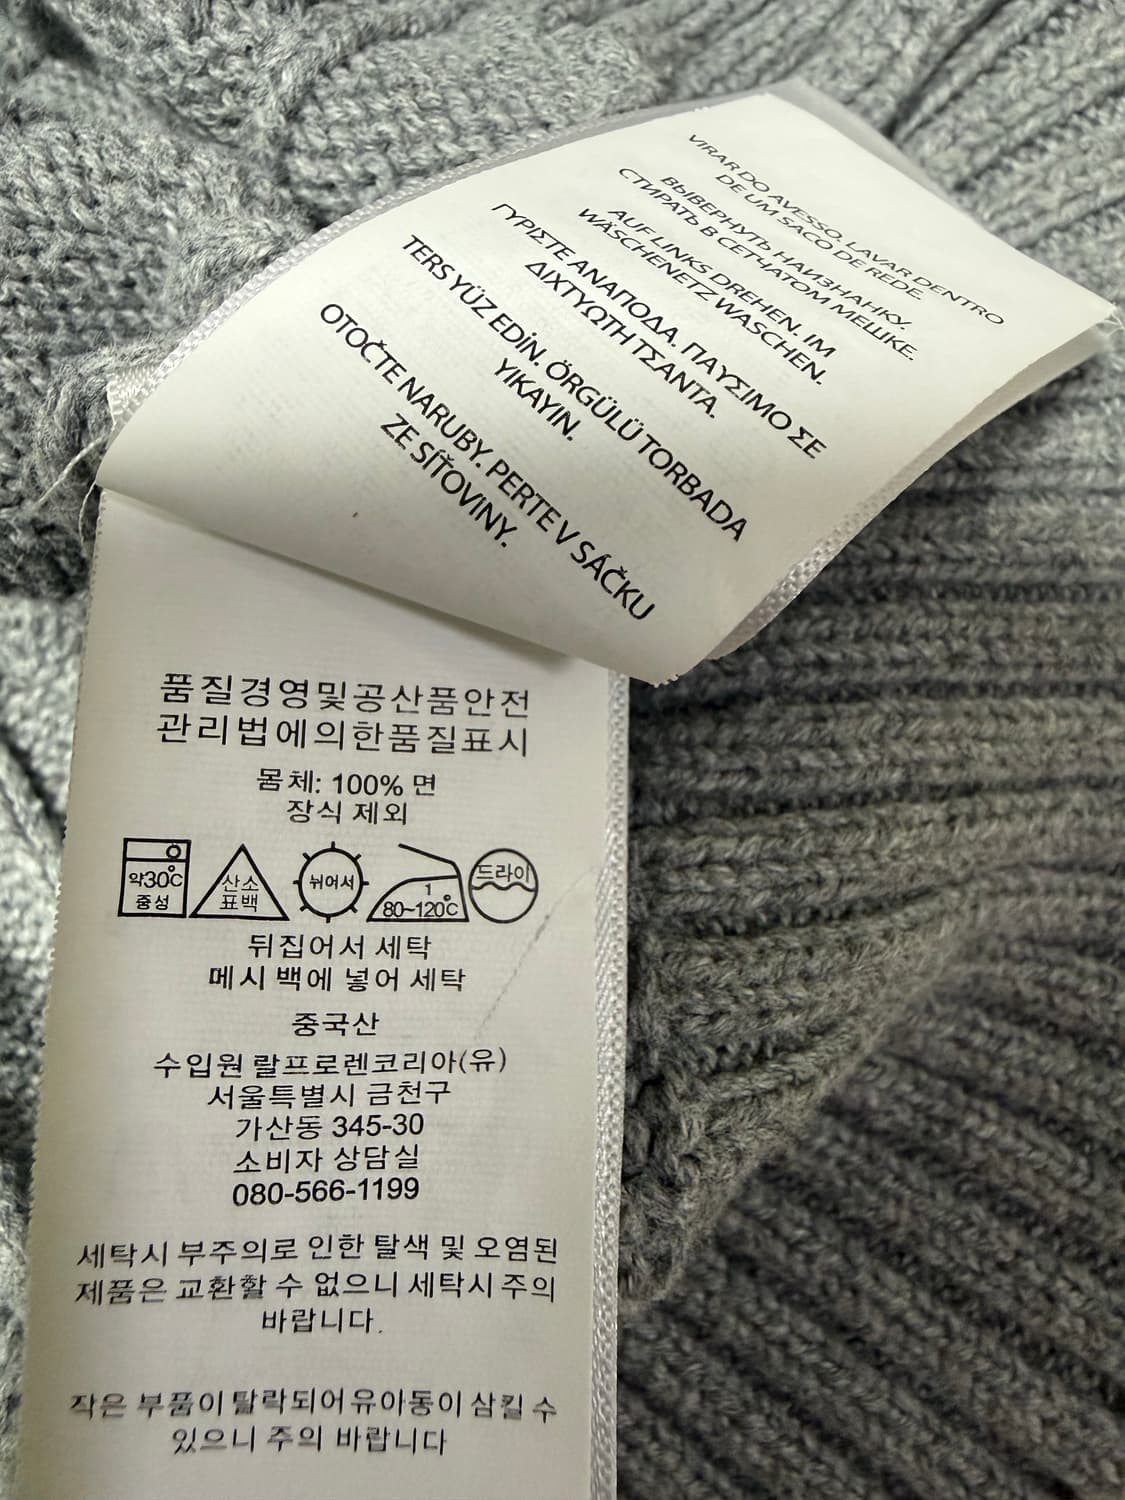 VIRAR DO AVESSO. LAVAR DENTRO
DE UM SACO DE REDE.
ВЫВЕРНУТЬ НАИЗНАНКУ.
СТИРАТЬ В СЕТЧАТОМ МЕШКЕ.
AUF LINKS DREHEN. IM
WÄSCHENETZ WASCHEN.
ΓΥΡΙΣΤΕ ΑΝΑΠΟΔΑ. ΠΛΥΣΙΜΟ ΣΕ
ΔΙΧΤΥΩΤΗ ΤΣΑΝΤΑ.
TERS YÜZ EDİN. ÖRGÜLÜ TORBADA
YIKAYIN.
OTOČTE NARUBY. PERTE V SÁČKU
ZE SÍŤOVINY.
품질경영및공산품안전
관리법에의한품질표시
몸체: 100% 면
장식 제외
약30°C
중성
산소
표백
뉘어서
1
80~120°C
드라이
뒤집어서 세탁
메시 백에 넣어 세탁
중국산
수입원 랄프로렌코리아(유)
서울특별시 금천구
가산동 345-30
소비자 상담실
080-566-1199
세탁시 부주의로 인한 탈색 및 오염된
제품은 교환할 수 없으니 세탁시 주의
바랍니다.
작은 부품이 탈락되어 유아동이 삼킬 수
있으니 주의 바랍니다